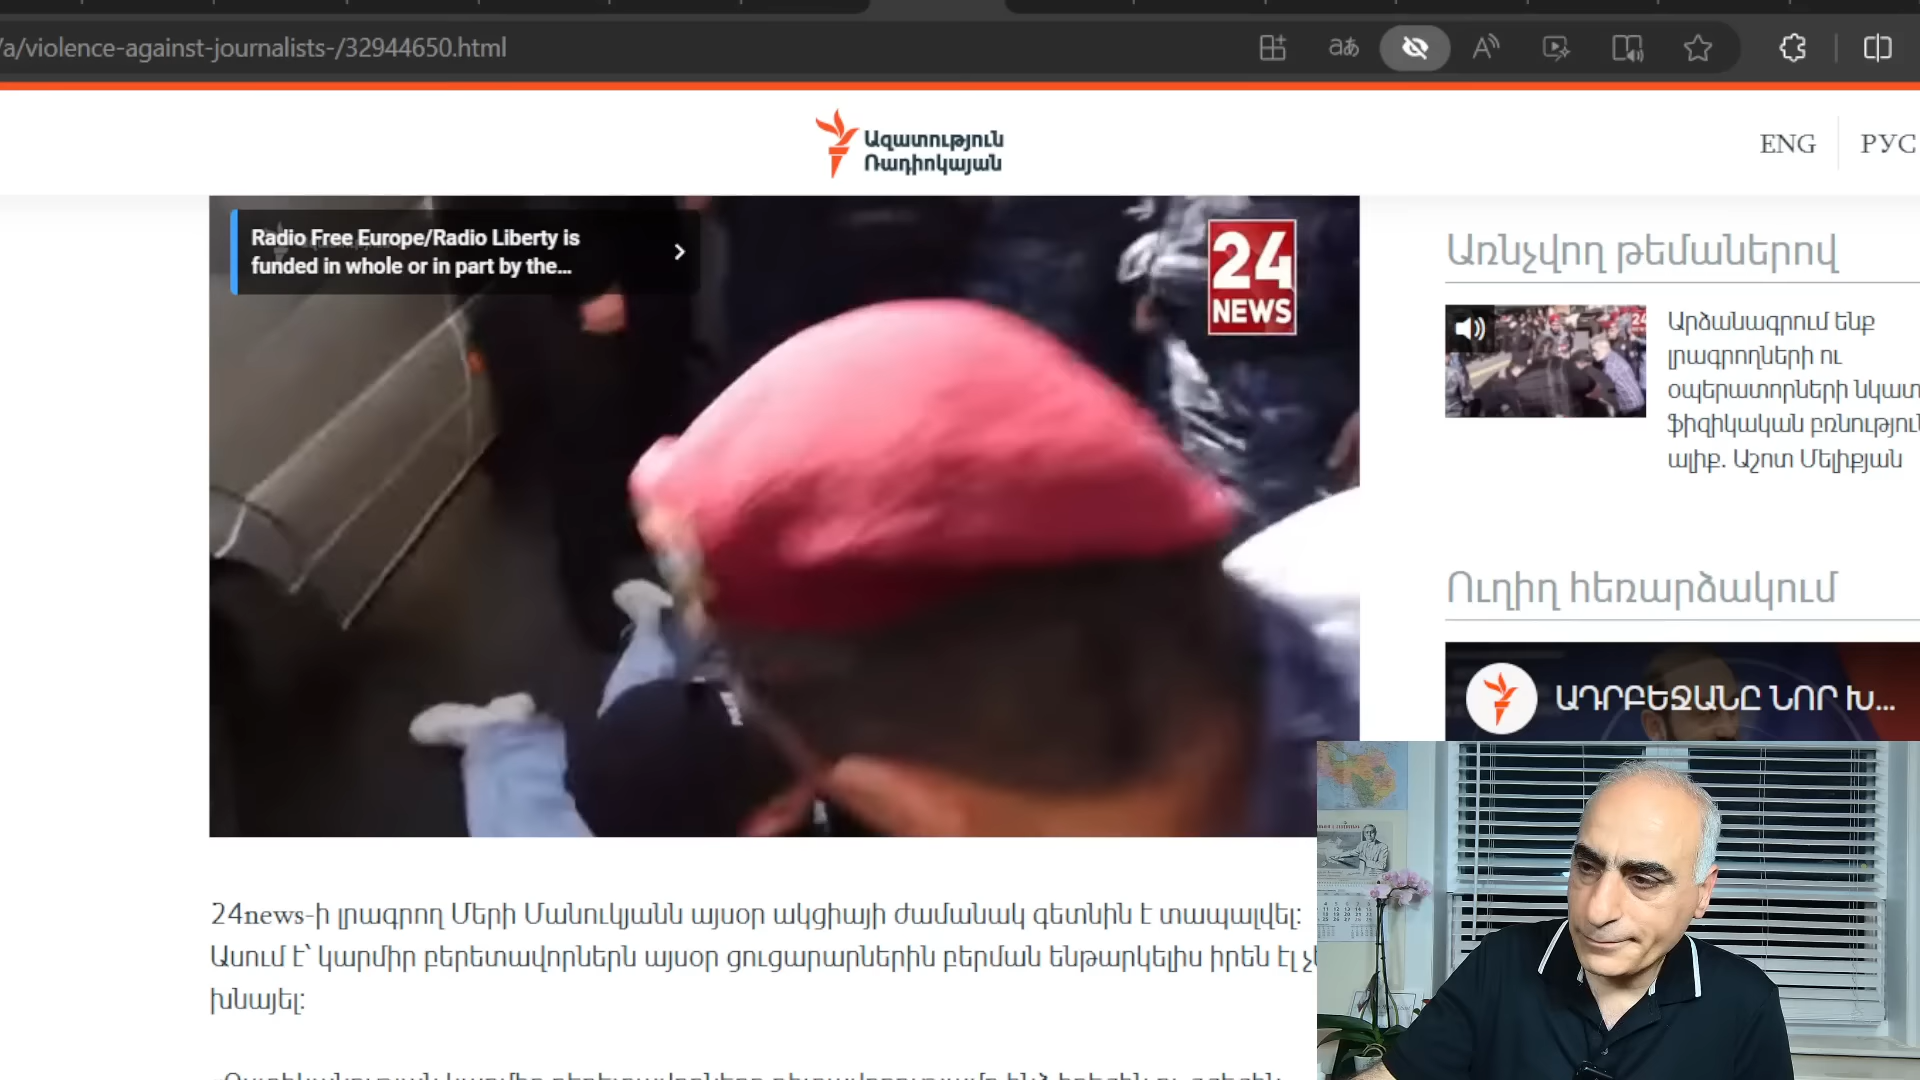 /a/violence-against-journalists-/32944650.html
Ազատություն
Ռադիոկայան
ENG
РУС
Radio Free Europe/Radio Liberty is
funded in whole or in part by the...
24
NEWS
Առնչվող թեմաներով
Արձանագրում ենք
լրագրողների ու
օպերատորների նկատ
ֆիզիկական բռնություն
ալիք. Աշոտ Մելիքյան
Ուղիղ հեռարձակում
ԱԴՐԲԵՋԱՆԸ ՆՈՐ Խ...
24news-ի լրագրող Մերի Մանուկյանն այսօր ակցիայի ժամանակ գետնին է տապալվել:
Ասում է՝ կարմիր բերետավորներն այսօր ցուցարարներին բերման ենթարկելիս իրեն էլ չե
խնայել: